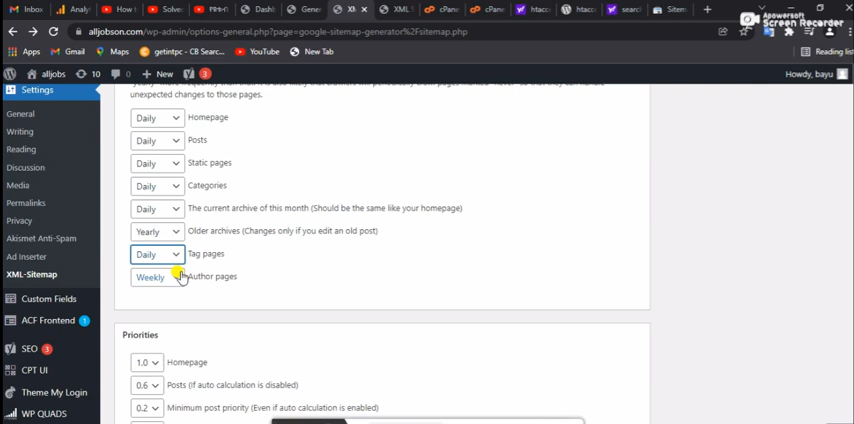 Inbox Analy How t Solve Dashl Gener XM XML S cPane cPane htacc htacc searc Sitem
alljobson.com/wp-admin/options-general.php?page=google-sitemap-generator%2Fsitemap.php
Apowersoft
Screen Recorder
Apps Gmail Maps getintpc - CB Searc... YouTube New Tab Reading list
alljobs 10 0 New 3 Howdy, bayu
Settings
unexpected changes to those pages.
General
Writing
Reading
Discussion
Media
Permalinks
Privacy
Akismet Anti-Spam
Ad Inserter
XML-Sitemap
Custom Fields
ACF Frontend 1
SEO 3
CPT UI
Theme My Login
WP QUADS
Daily Homepage
Daily Posts
Daily Static pages
Daily Categories
Daily The current archive of this month (Should be the same like your homepage)
Yearly Older archives (Changes only if you edit an old post)
Daily Tag pages
Weekly Author pages
Priorities
1.0 Homepage
0.6 Posts (If auto calculation is disabled)
0.2 Minimum post priority (Even if auto calculation is enabled)